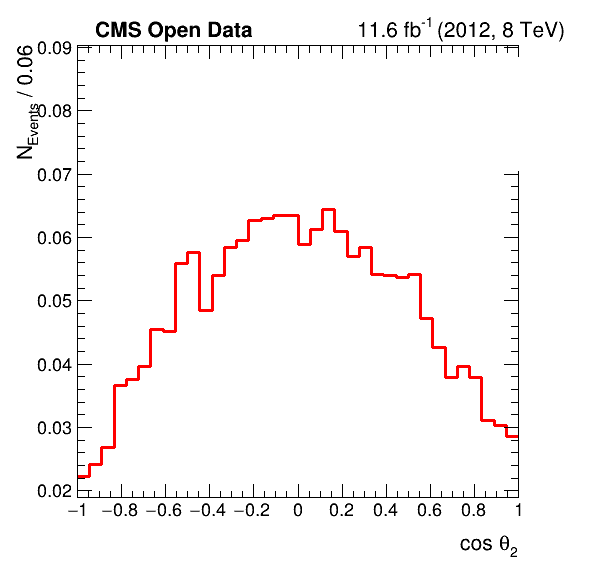 CMS Open Data
11.6 fb⁻¹ (2012, 8 TeV)
N_Events / 0.06
0.09
0.08
0.07
0.06
0.05
0.04
0.03
0.02
−1 −0.8 −0.6 −0.4 −0.2 0 0.2 0.4 0.6 0.8 1
cos θ₂